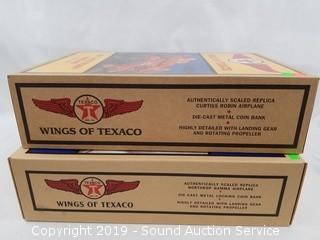 TEXACO
T
WINGS OF TEXACO
AUTHENTICALLY SCALED REPLICA
CURTISS ROBIN AIRPLANE
DIE-CAST METAL COIN BANK
HIGHLY DETAILED WITH LANDING GEAR
AND ROTATING PROPELLER
TEXACO
T
WINGS OF TEXACO
AUTHENTICALLY SCALED REPLICA
NORTHROP GAMMA AIRPLANE
DIE-CAST METAL LOCKING COIN BANK
HIGHLY DETAILED WITH LANDING GEAR
AND ROTATING PROPELLER
Copyright 2019 - Sound Auction Service